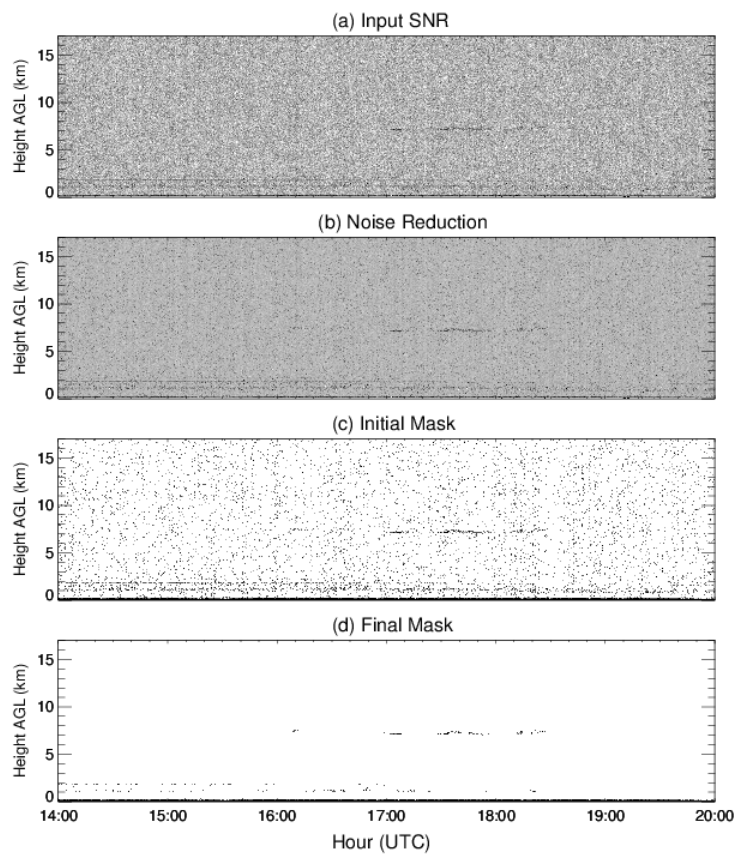 (a) Input SNR
15
10
5
0
Height AGL (km)
(b) Noise Reduction
15
10
5
0
Height AGL (km)
(c) Initial Mask
15
10
5
0
Height AGL (km)
(d) Final Mask
15
10
5
0
Height AGL (km)
14:00 15:00 16:00 17:00 18:00 19:00 20:00
Hour (UTC)